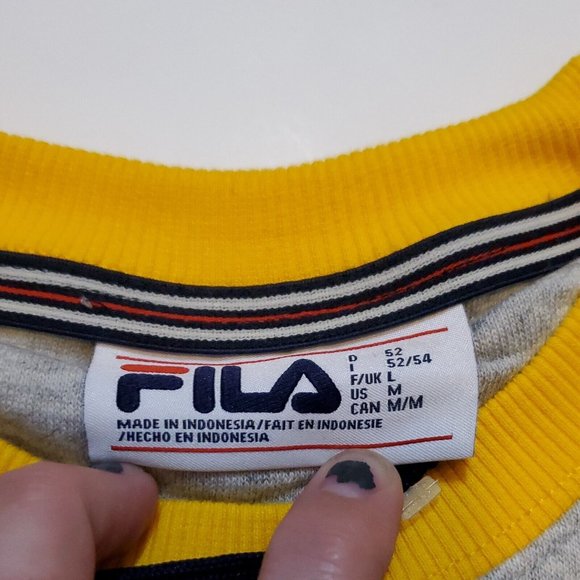 FILA
D 52
I 52/54
F/UK L
US M
CAN M/M
MADE IN INDONESIA/FAIT EN INDONESIE
/HECHO EN INDONESIA